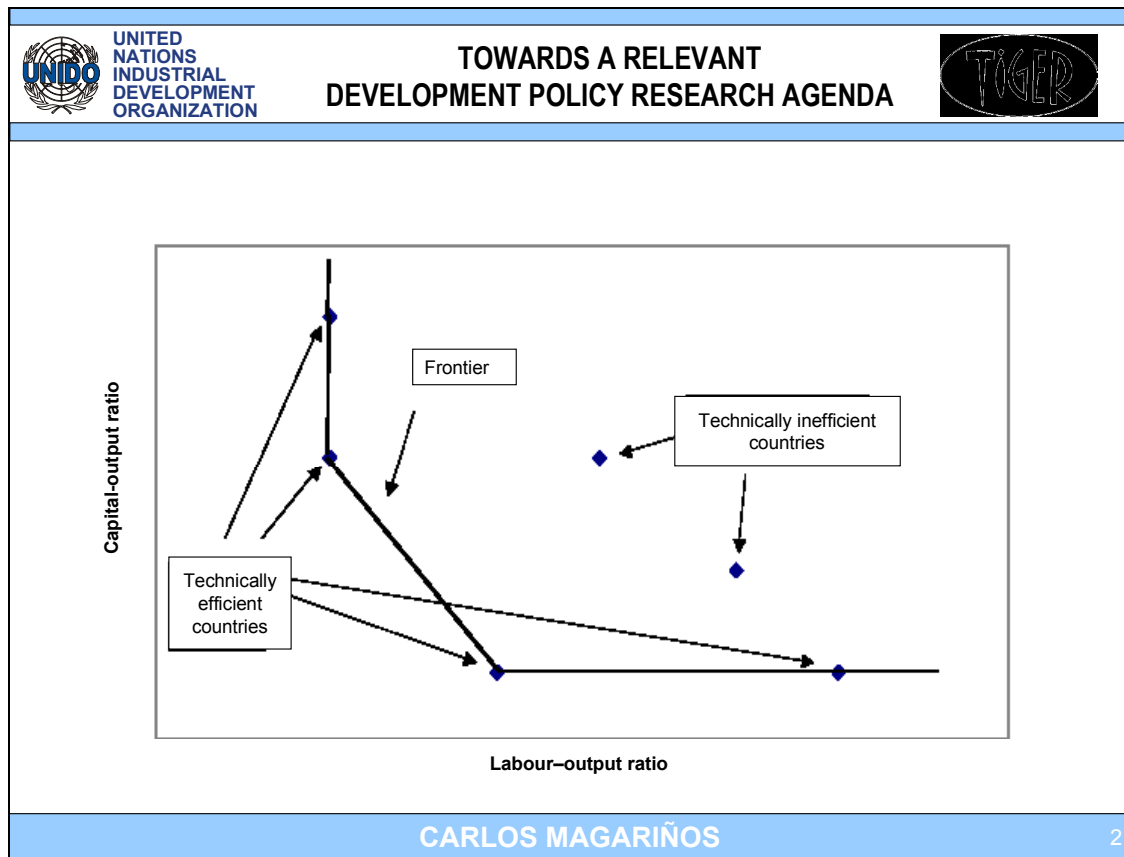 UNIDO
UNITED
NATIONS
INDUSTRIAL
DEVELOPMENT
ORGANIZATION
TOWARDS A RELEVANT
DEVELOPMENT POLICY RESEARCH AGENDA
TiGER
Frontier
Technically inefficient
countries
Capital-output ratio
Technically
efficient
countries
Labour–output ratio
CARLOS MAGARIÑOS
2